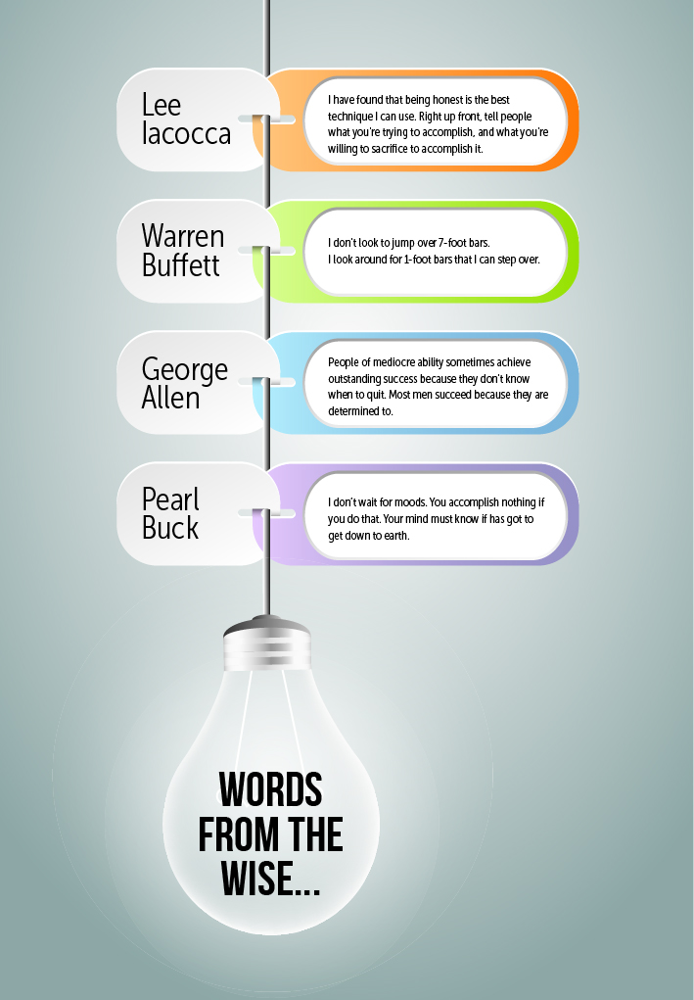 Lee
Iacocca
I have found that being honest is the best
technique I can use. Right up front, tell people
what you're trying to accomplish, and what you're
willing to sacrifice to accomplish it.
Warren
Buffett
I don't look to jump over 7-foot bars.
I look around for 1-foot bars that I can step over.
George
Allen
People of mediocre ability sometimes achieve
outstanding success because they don't know
when to quit. Most men succeed because they are
determined to.
Pearl
Buck
I don't wait for moods. You accomplish nothing if
you do that. Your mind must know if has got to
get down to earth.
WORDS
FROM THE
WISE...